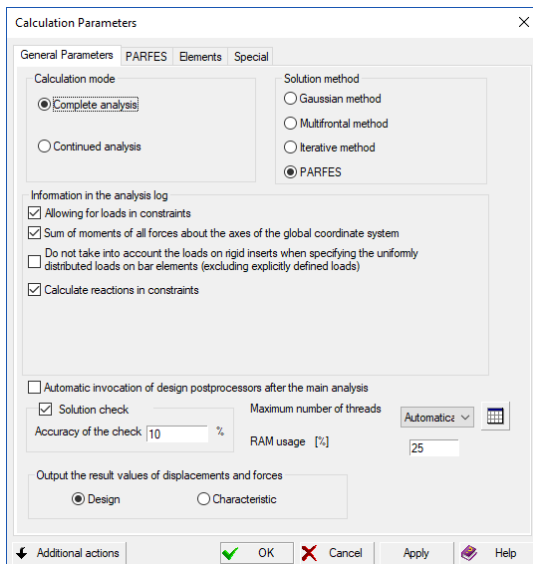 Calculation Parameters
General Parameters PARFES Elements Special
Calculation mode
Complete analysis
Continued analysis
Solution method
Gaussian method
Multifrontal method
Iterative method
PARFES
Information in the analysis log
Allowing for loads in constraints
Sum of moments of all forces about the axes of the global coordinate system
Do not take into account the loads on rigid inserts when specifying the uniformly
distributed loads on bar elements (excluding explicitly defined loads)
Calculate reactions in constraints
Automatic invocation of design postprocessors after the main analysis
Solution check
Accuracy of the check 10 %
Maximum number of threads Automatica
RAM usage [%] 25
Output the result values of displacements and forces
Design Characteristic
Additional actions OK Cancel Apply Help